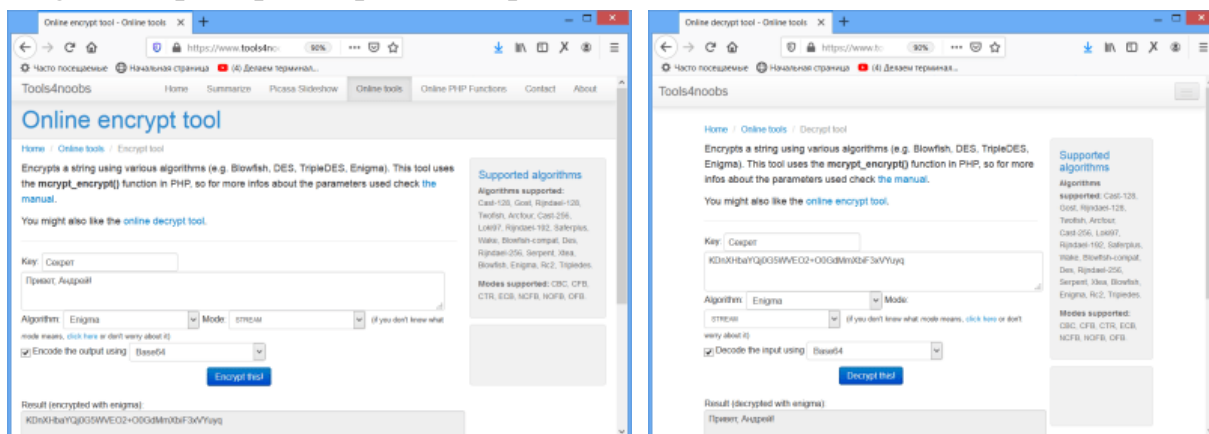 Online encrypt tool - Online tools
https://www.tools4no
90%
Часто посещаемые Начальная страница (4) Делаем терминал...
Tools4noobs Home Summarize Picasa Slideshow Online tools Online PHP Functions Contact About
Online encrypt tool
Home / Online tools / Encrypt tool
Encrypts a string using various algorithms (e.g. Blowfish, DES, TripleDES,
Enigma). This tool uses
the mcrypt_encrypt() function in PHP, so for more infos about the parameters used check the
manual.
You might also like the online decrypt tool.
Key: Секрет
Привет, Андрей!
Algorithm: Enigma Mode: STREAM (if you don't know what
mode means, click here or don't worry about it)
Encode the output using Base64
Encrypt this!
Result (encrypted with enigma):
Supported algorithms
Algorithms supported:
Cast-128, Gost, Rijndael-128,
Twofish, Arcfour, Cast-256,
Loki97, Rijndael-192, Saferplus,
Wake, Blowfish-compat, Des,
Rijndael-256, Serpent, Xtea,
Blowfish, Enigma, Rc2, Tripledes.
Modes supported: CBC, CFB,
CTR, ECB, NCFB, NOFB, OFB.
Online decrypt tool - Online tools
https://www.to
90%
Часто посещаемые Начальная страница (4) Делаем терминал...
Tools4noobs
Home / Online tools / Decrypt tool
Encrypts a string using various algorithms (e.g. Blowfish, DES, TripleDES,
Enigma). This tool uses the mcrypt_encrypt() function in PHP, so for more
infos about the parameters used check the manual.
You might also like the online encrypt tool.
Key: Секрет
Algorithm: Enigma Mode:
STREAM (if you don't know what mode means, click here or don't
worry about it)
Decode the input using Base64
Decrypt this!
Result (decrypted with enigma):
Привет, Андрей!
Supported
algorithms
Algorithms
supported: Cast-128,
Gost, Rijndael-128,
Twofish, Arcfour,
Cast-256, Loki97,
Rijndael-192, Saferplus,
Wake, Blowfish-compat,
Des, Rijndael-256,
Serpent, Xtea, Blowfish,
Enigma, Rc2, Tripledes.
Modes supported:
CBC, CFB, CTR, ECB,
NCFB, NOFB, OFB.